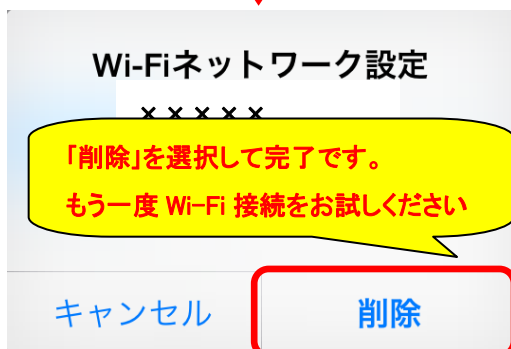 Wi-Fiネットワーク設定
×××××
「削除」を選択して完了です。
もう一度 Wi-Fi 接続をお試しください
キャンセル
削除